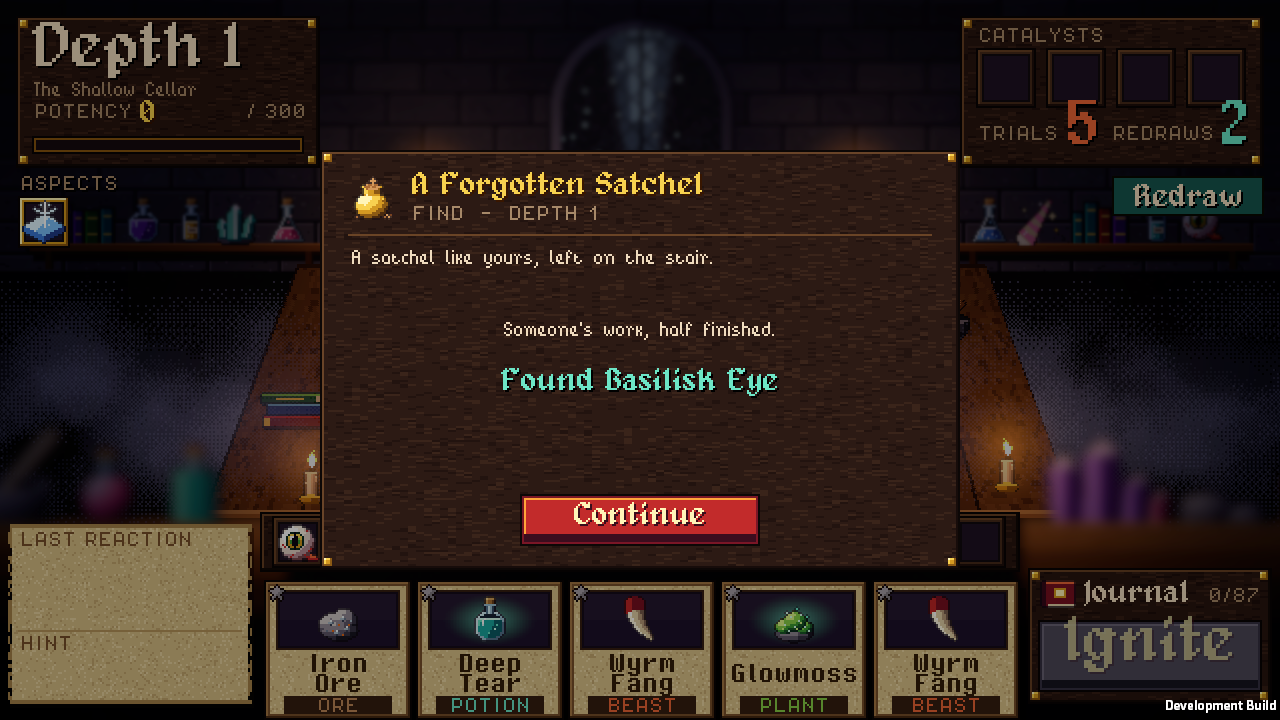 Depth 1
The Shallow Cellar
POTENCY 0 / 300
ASPECTS
CATALYSTS
TRIALS 5 REDRAWS 2
Redraw
A Forgotten Satchel
FIND - DEPTH 1
A satchel like yours, left on the stair.
Someone's work, half finished.
Found Basilisk Eye
Continue
LAST REACTION
HINT
Iron
Ore
ORE
Deep
Tear
POTION
Wyrm
Fang
BEAST
Glowmoss
PLANT
Wyrm
Fang
BEAST
Journal 0/87
Ignite
Development Build